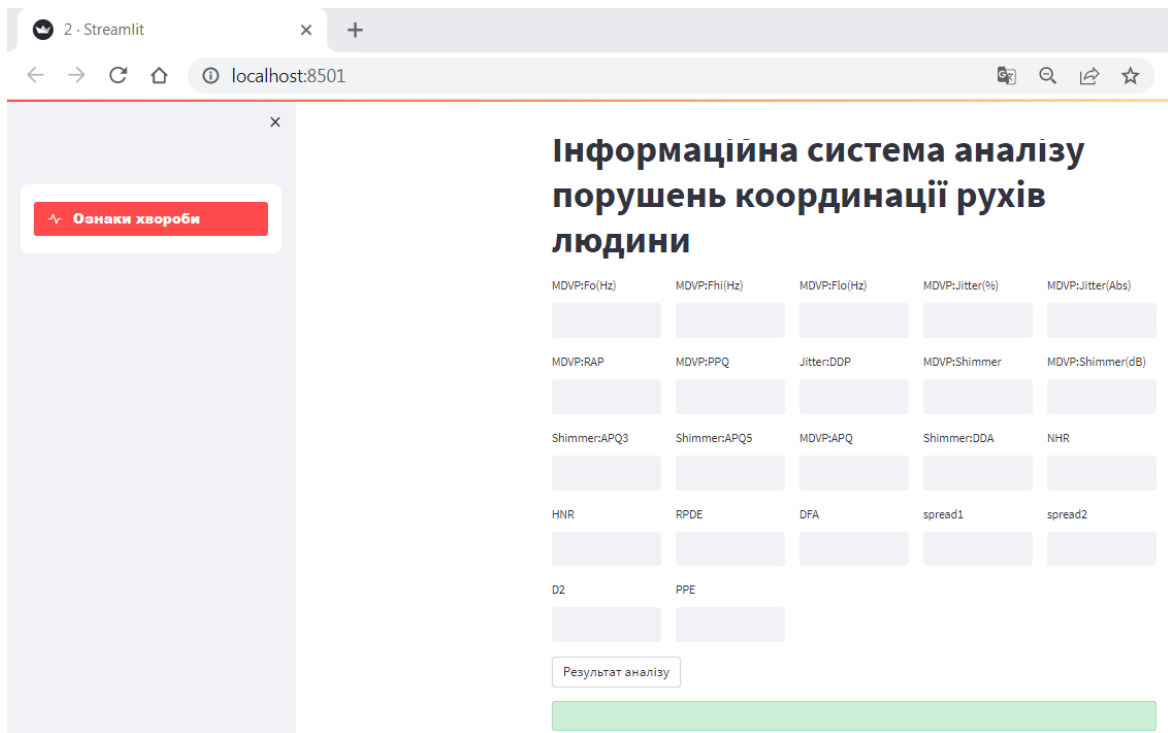 2 · Streamlit
localhost:8501
Ознаки хвороби
Інформаційна система аналізу
порушень координації рухів
людини
MDVP:Fo(Hz) MDVP:Fhi(Hz) MDVP:Flo(Hz) MDVP:Jitter(%) MDVP:Jitter(Abs)
MDVP:RAP MDVP:PPQ Jitter:DDP MDVP:Shimmer MDVP:Shimmer(dB)
Shimmer:APQ3 Shimmer:APQ5 MDVP:APQ Shimmer:DDA NHR
HNR RPDE DFA spread1 spread2
D2 PPE
Результат аналізу